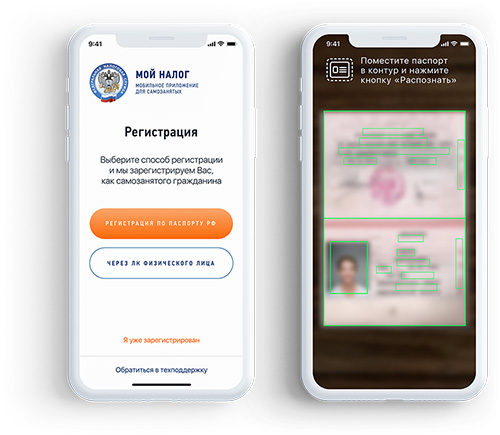 9:41
МОЙ НАЛОГ
МОБИЛЬНОЕ ПРИЛОЖЕНИЕ
ДЛЯ САМОЗАНЯТЫХ
Регистрация
Выберите способ регистрации
и мы зарегистрируем Вас,
как самозанятого гражданина
РЕГИСТРАЦИЯ ПО ПАСПОРТУ РФ
ЧЕРЕЗ ЛК ФИЗИЧЕСКОГО ЛИЦА
Я уже зарегистрирован
Обратиться в техподдержку
9:41
Поместите паспорт
в контур и нажмите
кнопку «Распознать»